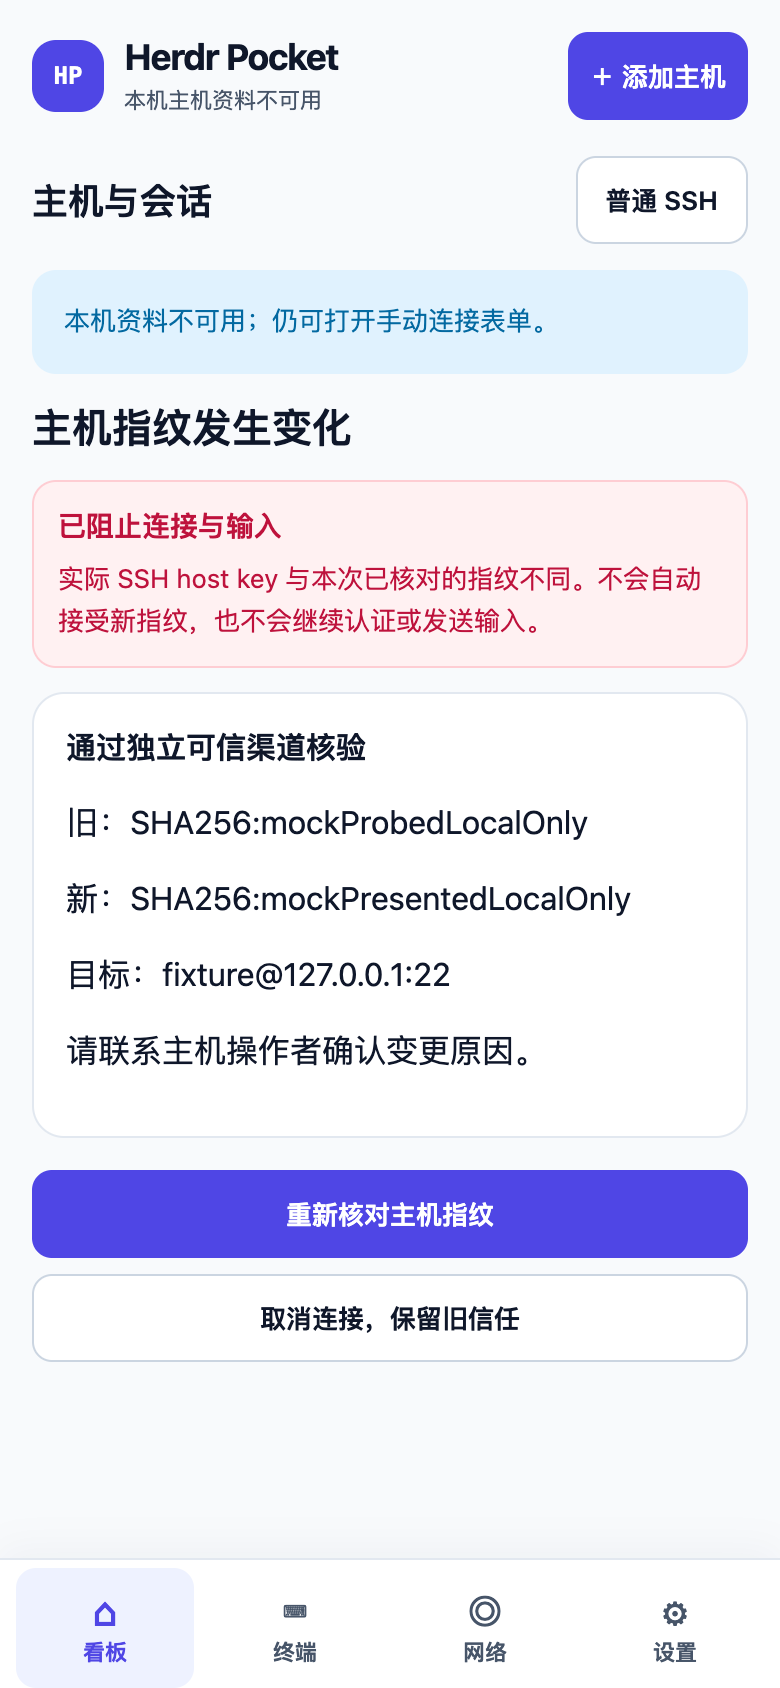 HP
Herdr Pocket
本机主机资料不可用
+ 添加主机
主机与会话
普通 SSH
本机资料不可用；仍可打开手动连接表单。
主机指纹发生变化
已阻止连接与输入
实际 SSH host key 与本次已核对的指纹不同。不会自动
接受新指纹，也不会继续认证或发送输入。
通过独立可信渠道核验
旧：SHA256:mockProbedLocalOnly
新：SHA256:mockPresentedLocalOnly
目标：fixture@127.0.0.1:22
请联系主机操作者确认变更原因。
重新核对主机指纹
取消连接，保留旧信任
看板
终端
网络
设置